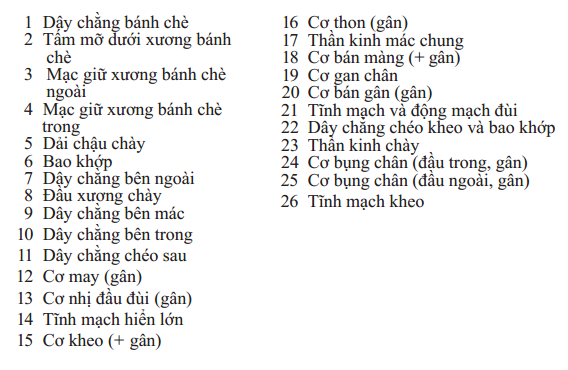 1 Dây chằng bánh chè
2 Tấm mỡ dưới xương bánh
chè
3 Mạc giữ xương bánh chè
ngoài
4 Mạc giữ xương bánh chè
trong
5 Dải chậu chày
6 Bao khớp
7 Dây chằng bên ngoài
8 Đầu xương chày
9 Dây chằng bên mác
10 Dây chằng bên trong
11 Dây chằng chéo sau
12 Cơ may (gân)
13 Cơ nhị đầu đùi (gân)
14 Tĩnh mạch hiển lớn
15 Cơ kheo (+ gân)
16 Cơ thon (gân)
17 Thần kinh mác chung
18 Cơ bán màng (+ gân)
19 Cơ gan chân
20 Cơ bán gân (gân)
21 Tĩnh mạch và động mạch đùi
22 Dây chằng chéo kheo và bao khớp
23 Thần kinh chày
24 Cơ bụng chân (đầu trong, gân)
25 Cơ bụng chân (đầu ngoài, gân)
26 Tĩnh mạch kheo